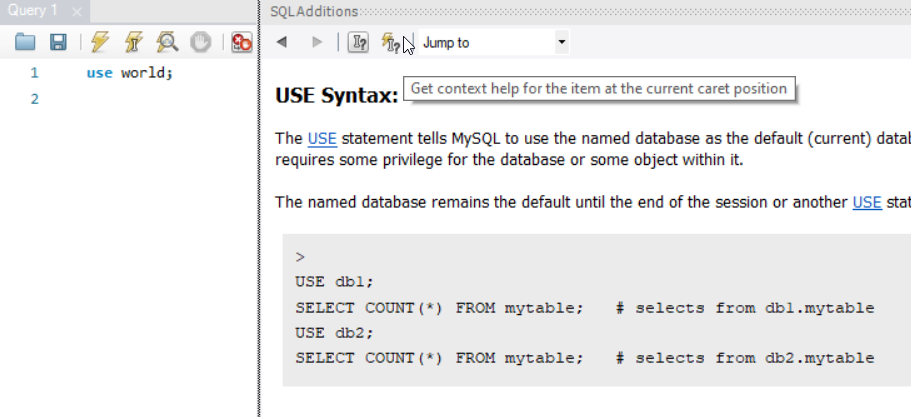 Query 1
SQLAdditions
Jump to
1 use world;
2
Get context help for the item at the current caret position
USE Syntax:
The USE statement tells MySQL to use the named database as the default (current)
requires some privilege for the database or some object within it.
The named database remains the default until the end of the session or another USE
>
USE db1;
SELECT COUNT(*) FROM mytable; # selects from db1.mytable
USE db2;
SELECT COUNT(*) FROM mytable; # selects from db2.mytable